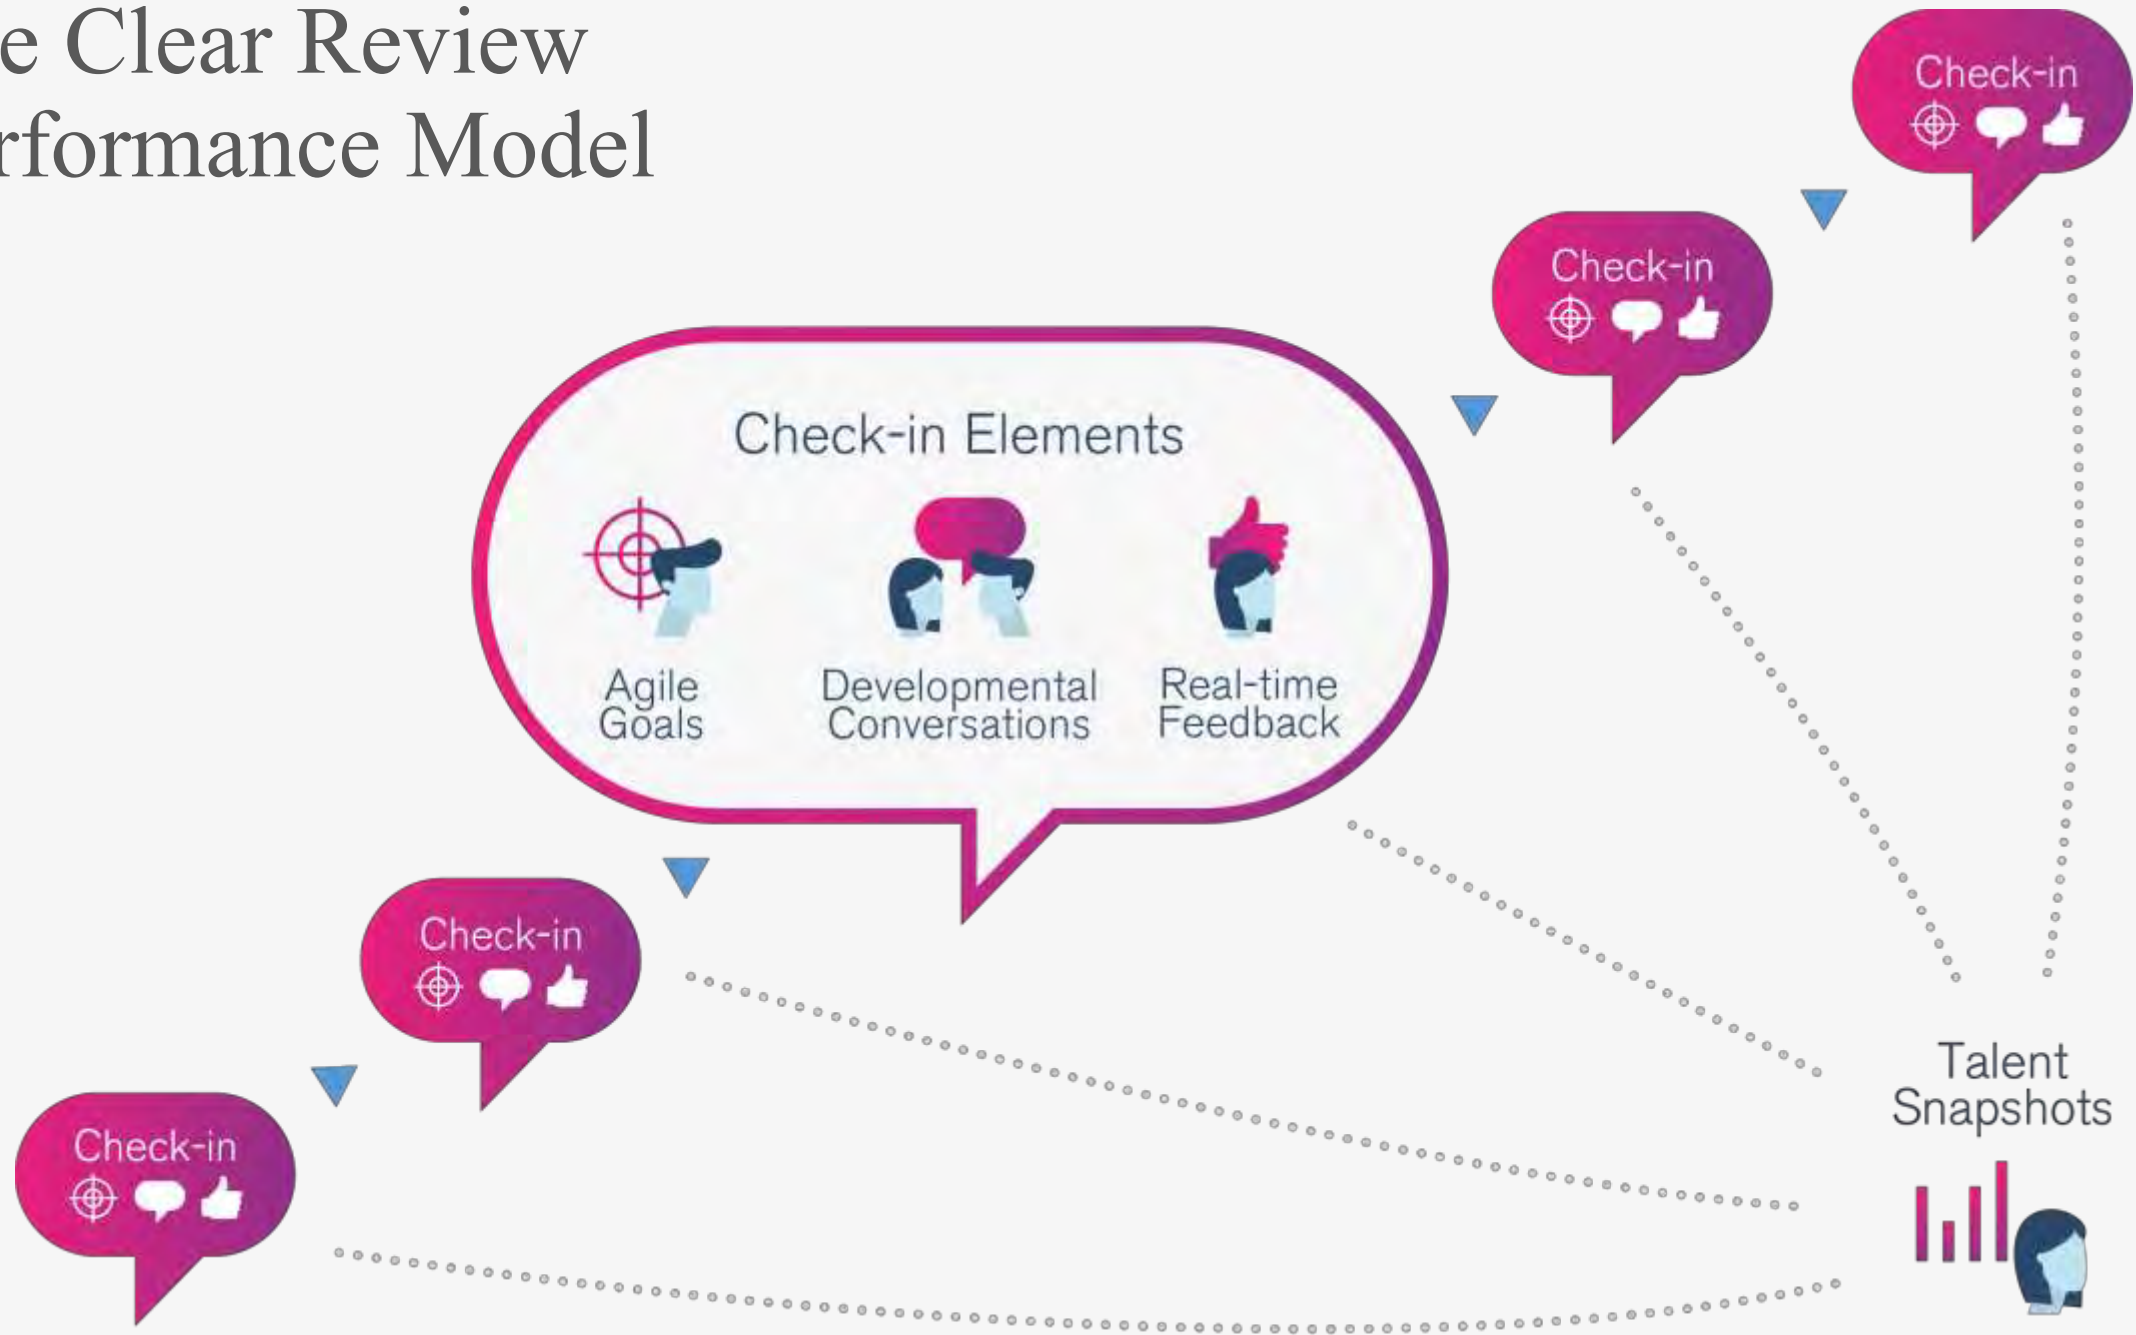 e Clear Review
rformance Model
Check-in
Check-in
Check-in Elements
Agile
Goals
Developmental
Conversations
Real-time
Feedback
Check-in
Talent
Snapshots
Check-in